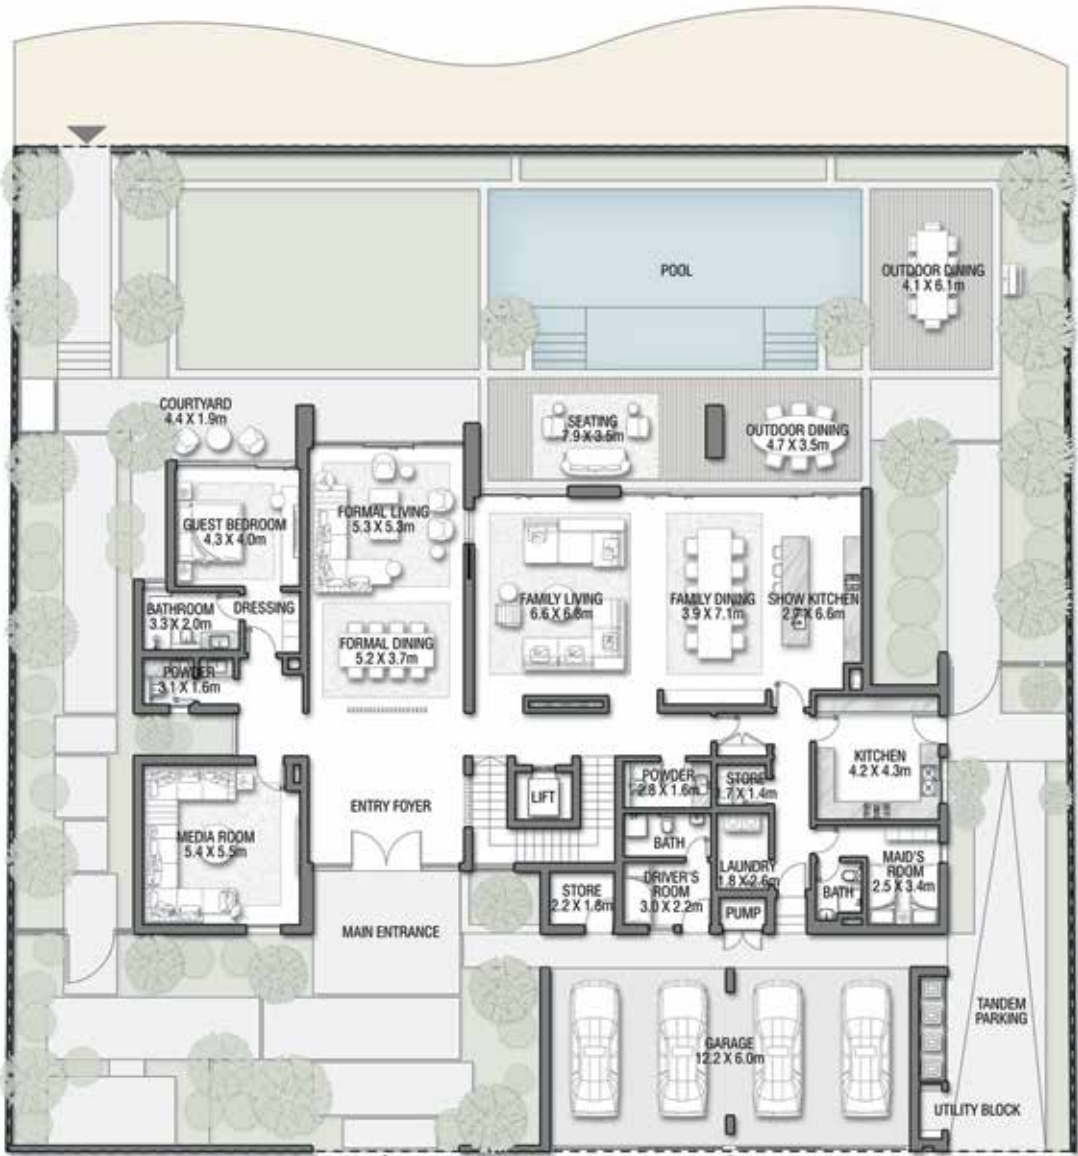 POOL
OUTDOOR DINING
4.1 X 6.1m
COURTYARD
4.4 X 1.9m
SEATING
7.9 X 3.5m
OUTDOOR DINING
4.7 X 3.5m
GUEST BEDROOM
4.3 X 4.0m
FORMAL LIVING
5.3 X 5.3m
FAMILY LIVING
6.6 X 6.8m
FAMILY DINING
3.9 X 7.1m
SHOW KITCHEN
2.7 X 6.6m
BATHROOM
3.3 X 2.0m
DRESSING
FORMAL DINING
5.2 X 3.7m
POWDER
3.1 X 1.6m
KITCHEN
4.2 X 4.3m
POWDER
2.8 X 1.6m
STORE
1.7 X 1.4m
LIFT
ENTRY FOYER
MEDIA ROOM
5.4 X 5.5m
BATH
LAUNDRY
1.8 X 2.6m
MAID'S
ROOM
2.5 X 3.4m
BATH
STORE
2.2 X 1.8m
DRIVER'S
ROOM
3.0 X 2.2m
PUMP
MAIN ENTRANCE
TANDEM
PARKING
GARAGE
12.2 X 6.0m
UTILITY BLOCK